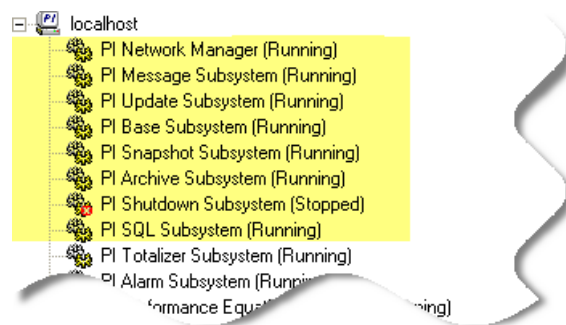 PI
localhost
PI Network Manager (Running)
PI Message Subsystem (Running)
PI Update Subsystem (Running)
PI Base Subsystem (Running)
PI Snapshot Subsystem (Running)
PI Archive Subsystem (Running)
PI Shutdown Subsystem (Stopped)
PI SQL Subsystem (Running)
PI Totalizer Subsystem (Running)
PI Alarm Subsystem (Runnin